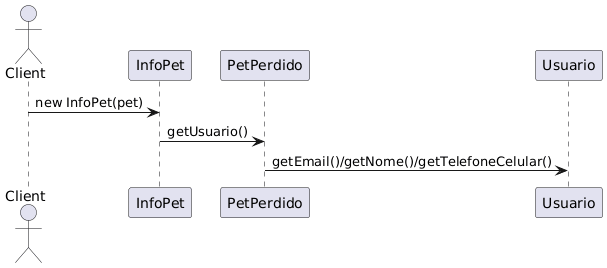 Client
InfoPet
PetPerdido
Usuario
new InfoPet(pet)
getUsuario()
getEmail()/getNome()/getTelefoneCelular()
Client
InfoPet
PetPerdido
Usuario